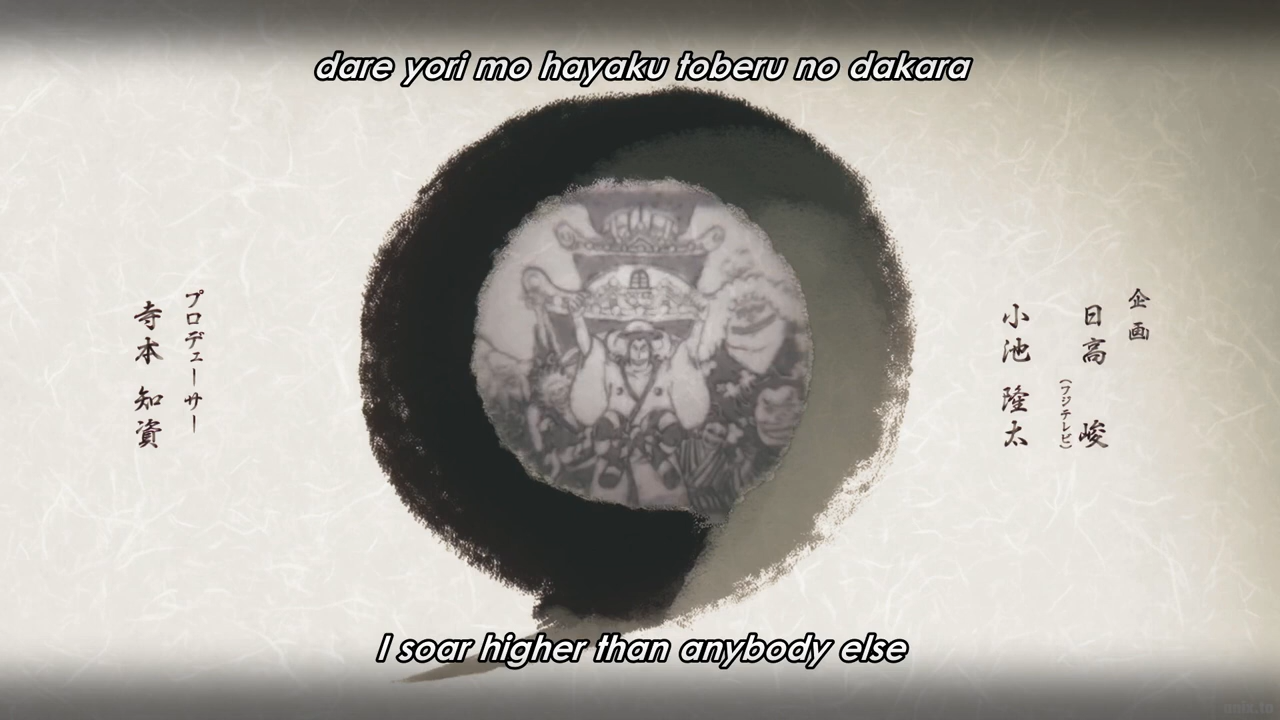 dare yori mo hayaku toberu no dakara
企画
日高 峻
(フジテレビ)
小池 隆太
プロデューサー
寺本 知資
I soar higher than anybody else